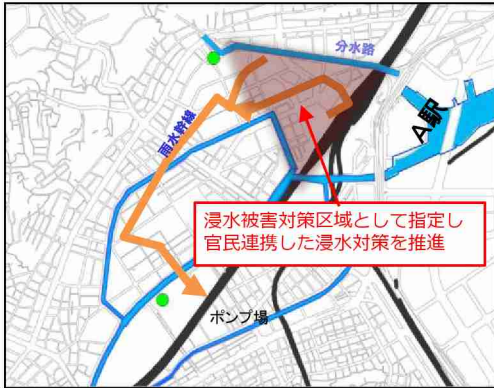 分水路
A駅
雨水幹線
浸水被害対策区域として指定し
官民連携した浸水対策を推進
ポンプ場